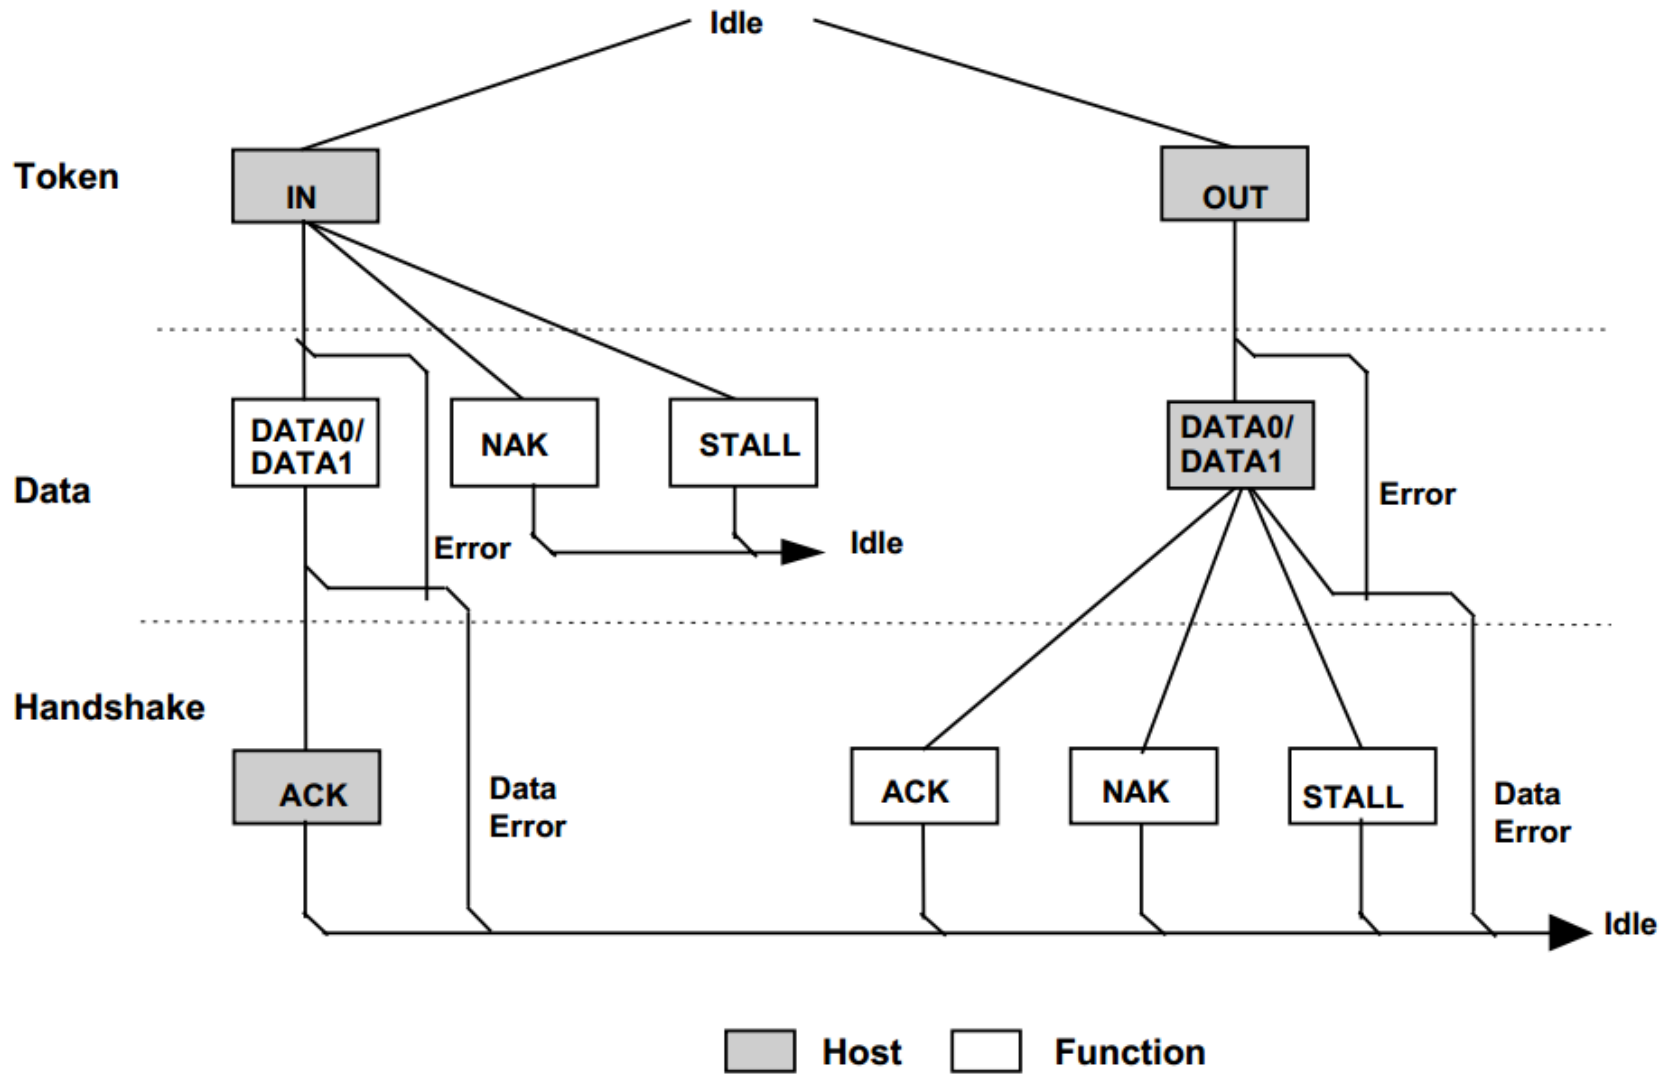 Idle
Token
IN
OUT
DATA0/
DATA1
NAK
STALL
DATA0/
DATA1
Data
Error
Error
Idle
Handshake
ACK
Data
Error
ACK
NAK
STALL
Data
Error
Idle
Host
Function